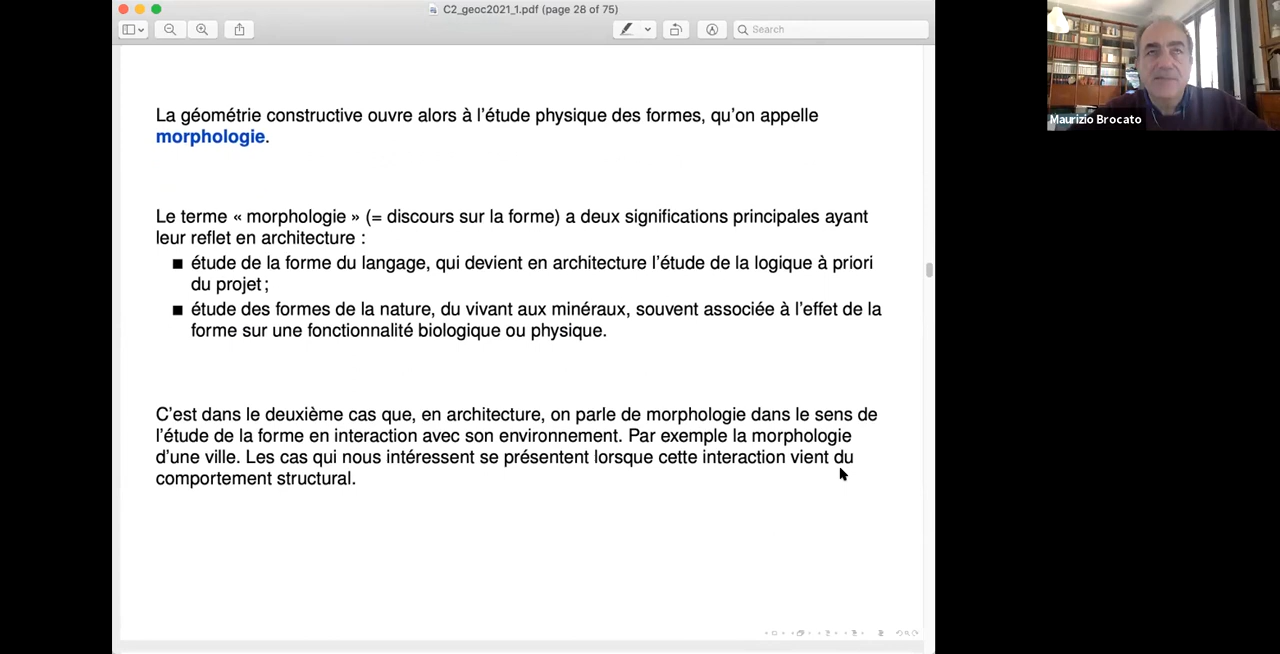 C2_geoc2021_1.pdf (page 28 of 75)
Search
Maurizio Brocato
La géométrie constructive ouvre alors à l’étude physique des formes, qu’on appelle
morphologie.
Le terme « morphologie » (= discours sur la forme) a deux significations principales ayant
leur reflet en architecture :
■ étude de la forme du langage, qui devient en architecture l’étude de la logique à priori
du projet ;
■ étude des formes de la nature, du vivant aux minéraux, souvent associée à l’effet de la
forme sur une fonctionnalité biologique ou physique.
C’est dans le deuxième cas que, en architecture, on parle de morphologie dans le sens de
l’étude de la forme en interaction avec son environnement. Par exemple la morphologie
d’une ville. Les cas qui nous intéressent se présentent lorsque cette interaction vient du
comportement structural.